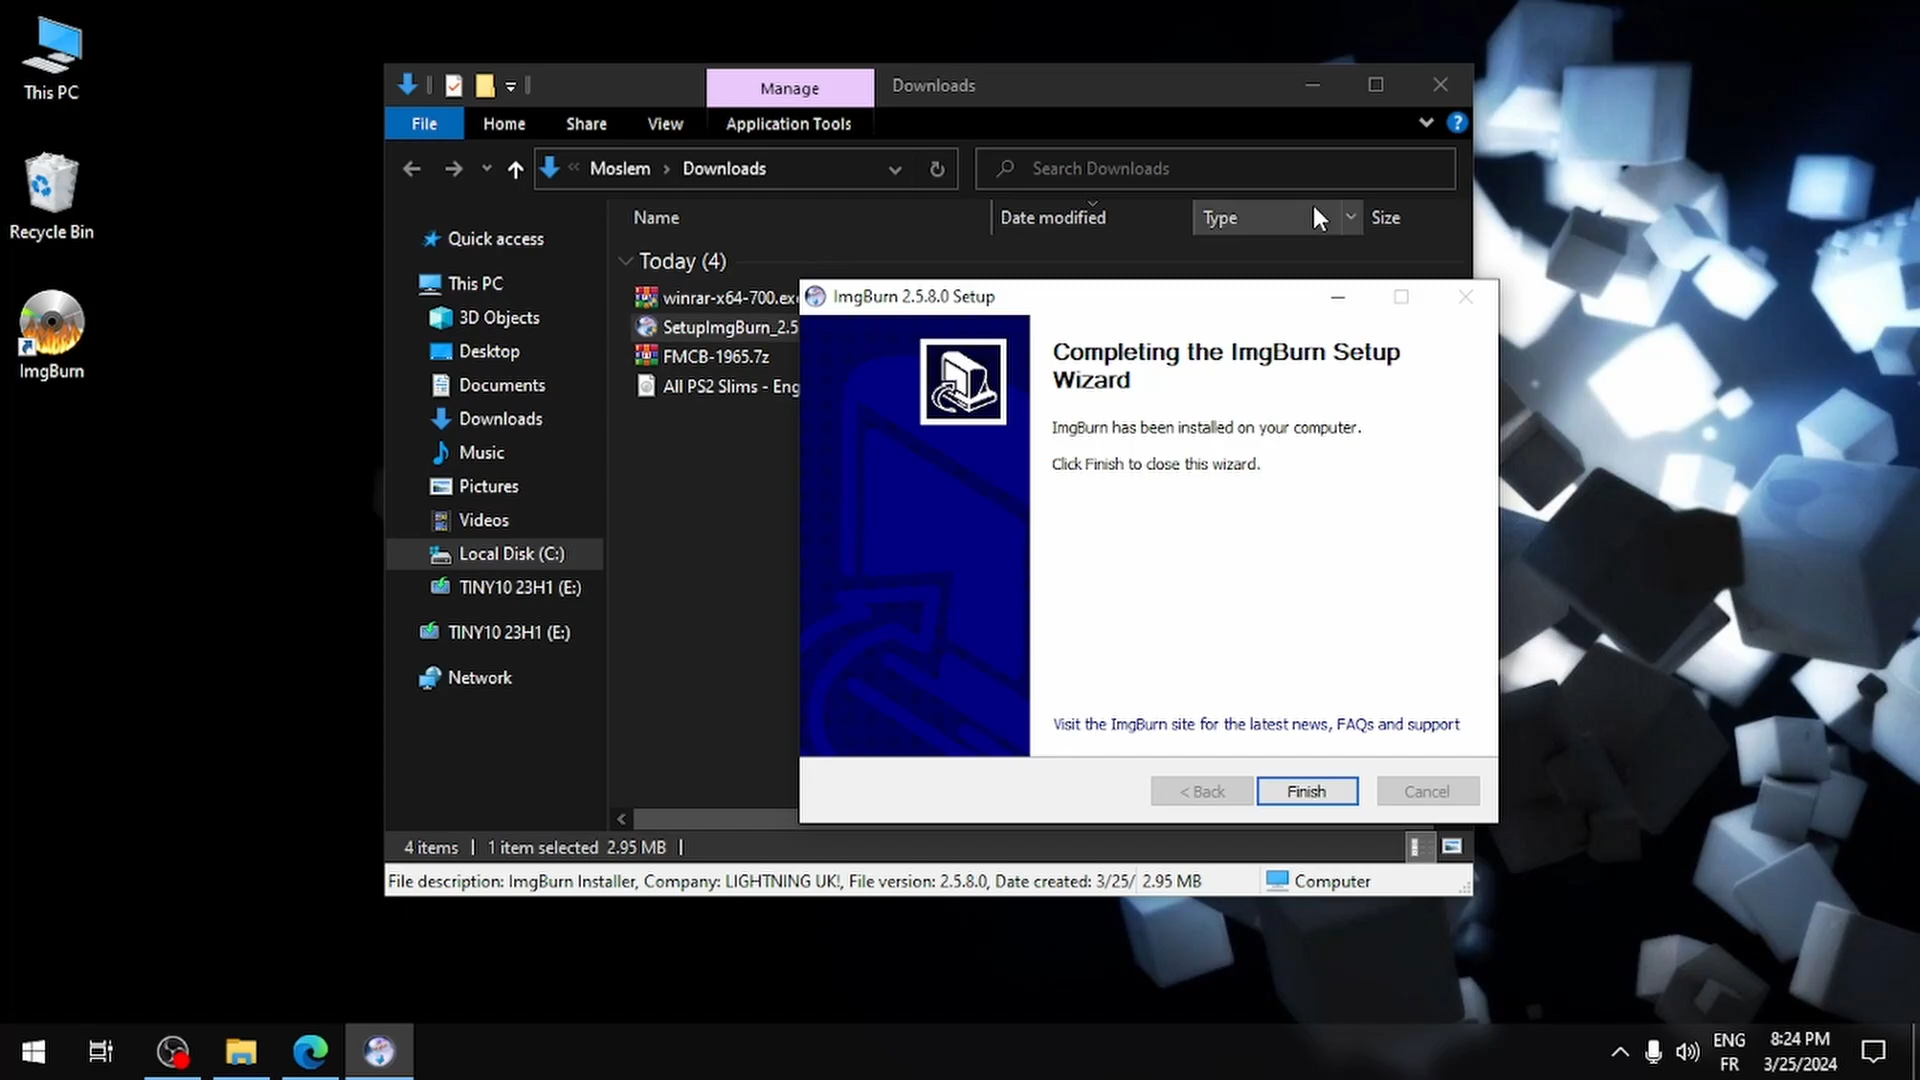 This PC
Recycle Bin
ImgBurn
Manage
Downloads
File
Home
Share
View
Application Tools
?
« Moslem › Downloads
Search Downloads
Name
Date modified
Type
Size
Quick access
This PC
3D Objects
Desktop
Documents
Downloads
Music
Pictures
Videos
Local Disk (C:)
TINY10 23H1 (E:)
TINY10 23H1 (E:)
Network
Today (4)
winrar-x64-700.ex
SetupImgBurn_2.5
FMCB-1965.7z
All PS2 Slims - Eng
ImgBurn 2.5.8.0 Setup
Completing the ImgBurn Setup
Wizard
ImgBurn has been installed on your computer.
Click Finish to close this wizard.
Visit the ImgBurn site for the latest news, FAQs and support
< Back
Finish
Cancel
4 items
1 item selected 2.95 MB
File description: ImgBurn Installer, Company: LIGHTNING UK!, File version: 2.5.8.0, Date created: 3/25/
2.95 MB
Computer
ENG
FR
8:24 PM
3/25/2024